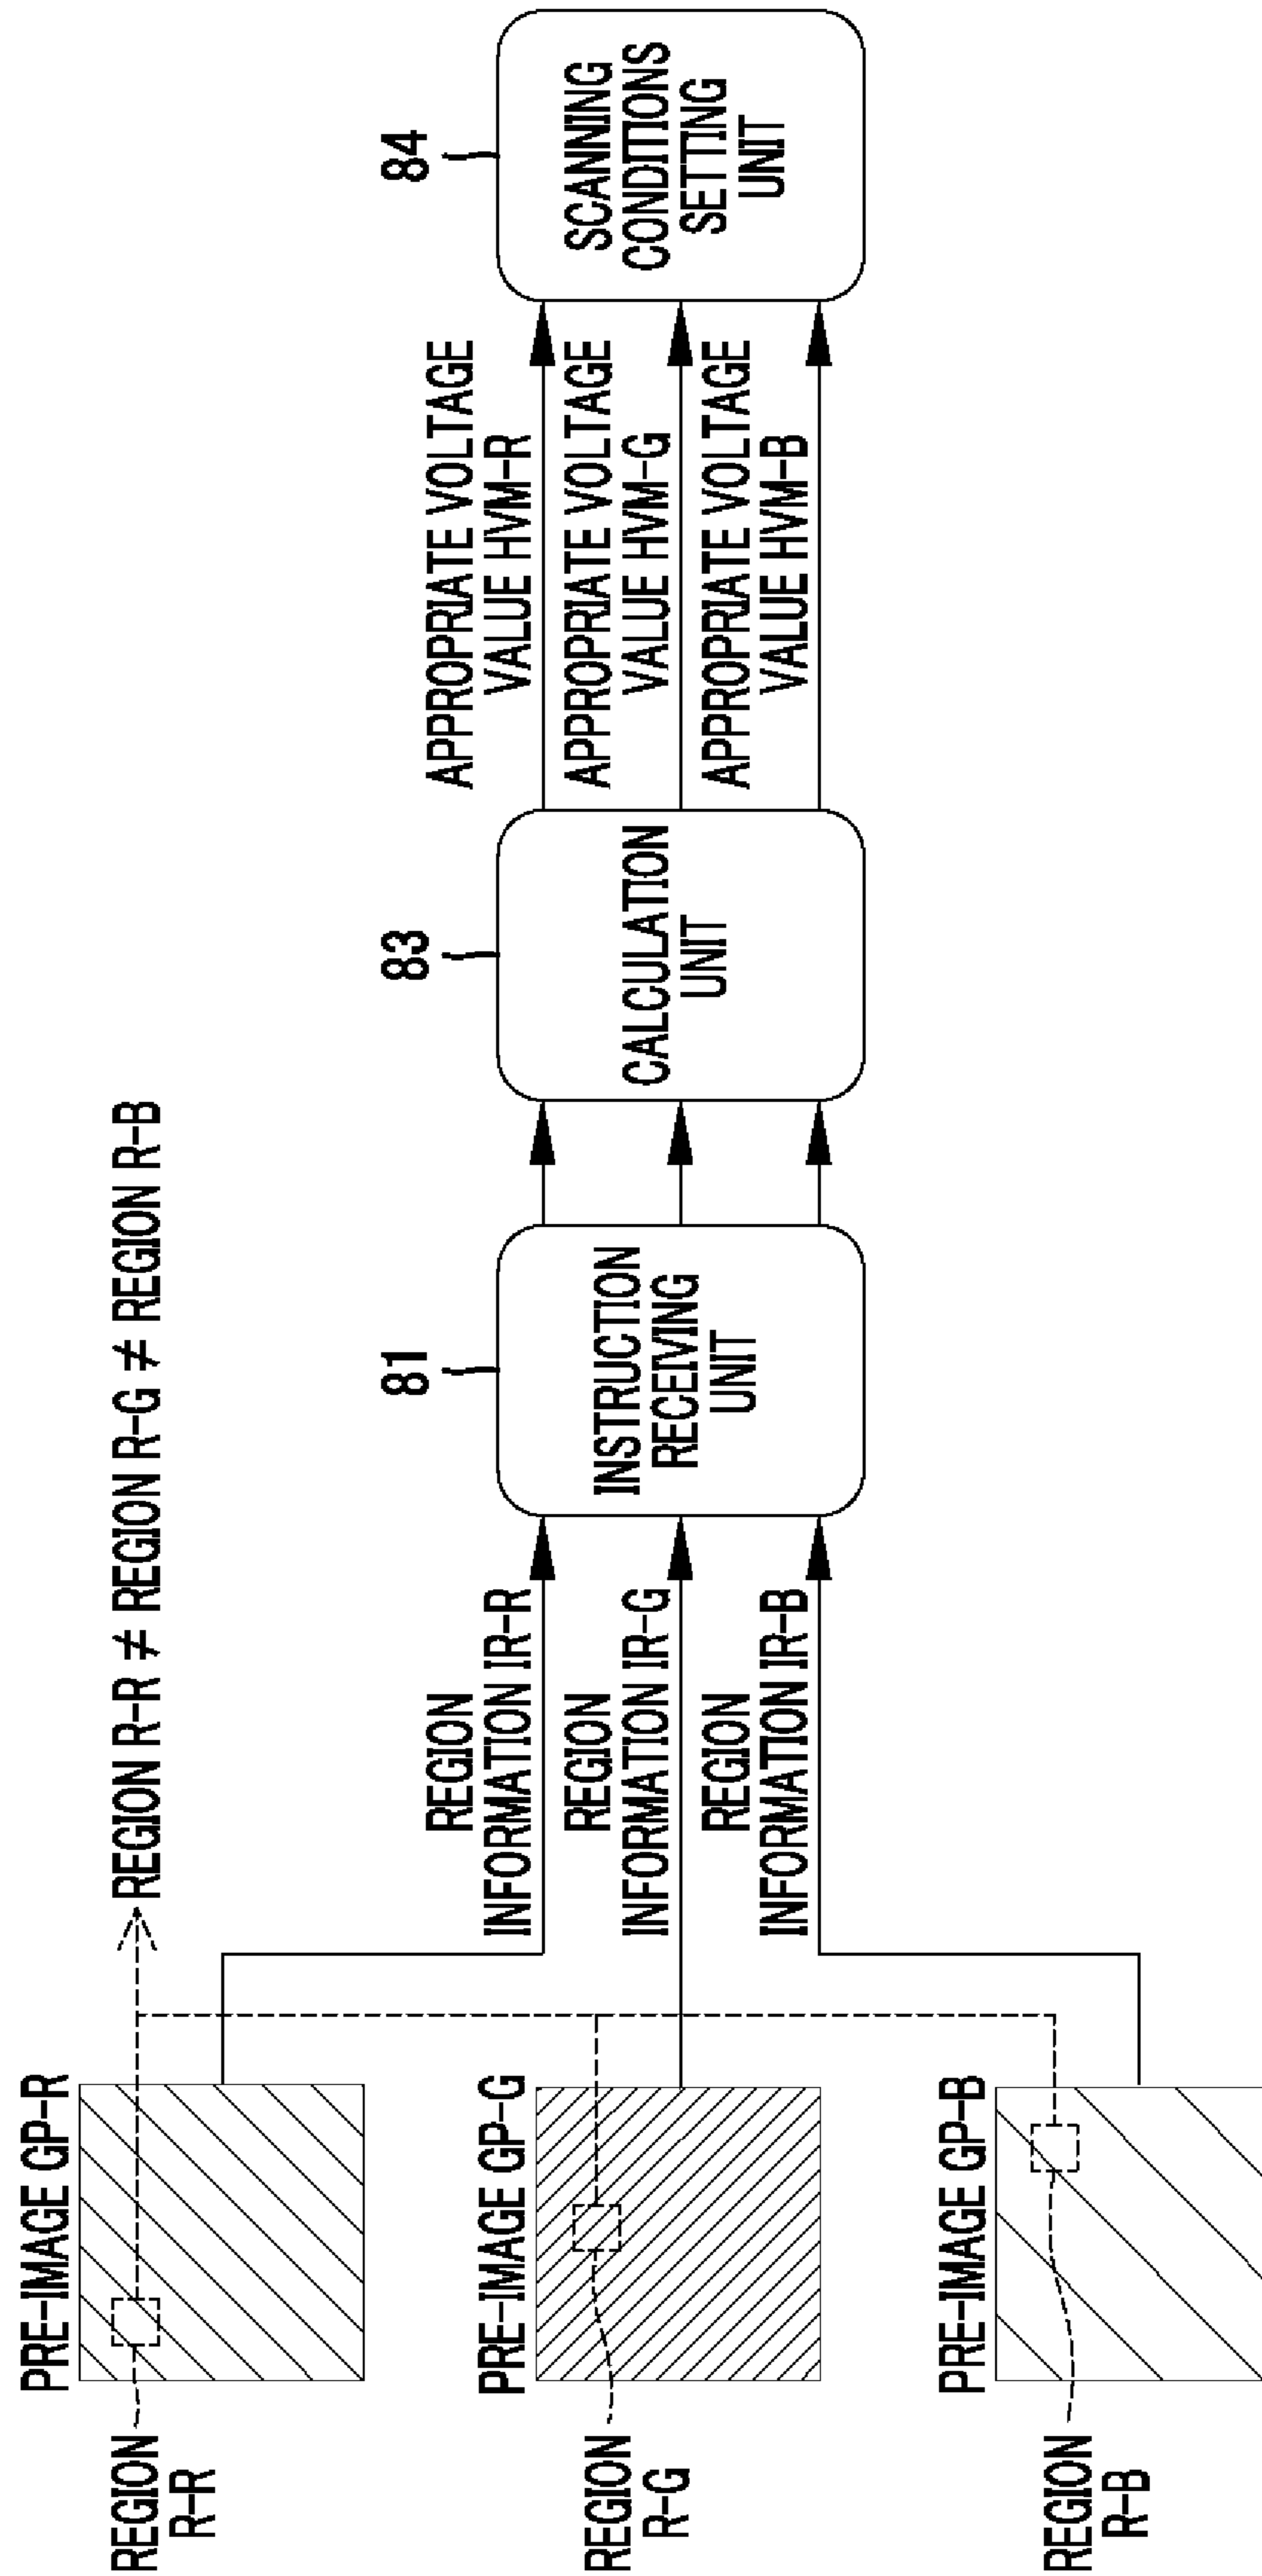 REGION R-R ≠ REGION R-G ≠ REGION R-B
PRE-IMAGE GP-R
REGION
R-R
PRE-IMAGE GP-G
REGION
R-G
PRE-IMAGE GP-B
REGION
R-B
REGION
INFORMATION IR-R
REGION
INFORMATION IR-G
REGION
INFORMATION IR-B
81
INSTRUCTION
RECEIVING
UNIT
83
CALCULATION
UNIT
APPROPRIATE VOLTAGE
VALUE HVM-R
APPROPRIATE VOLTAGE
VALUE HVM-G
APPROPRIATE VOLTAGE
VALUE HVM-B
84
SCANNING
CONDITIONS
SETTING
UNIT